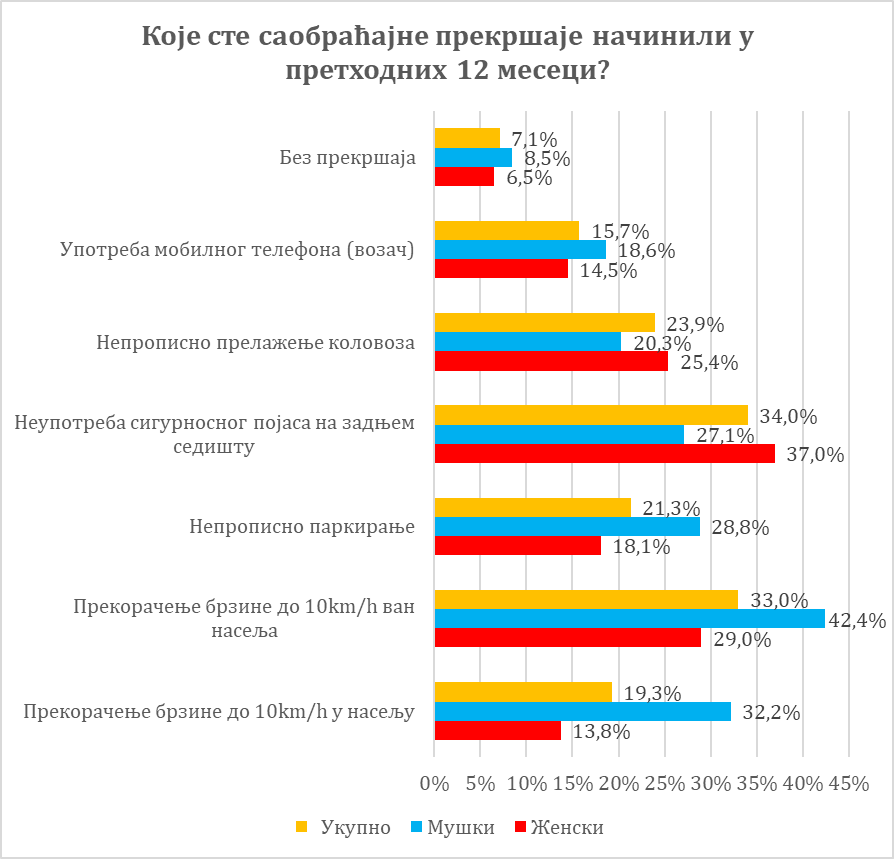 Које сте саобраћајне прекршаје начинили у
претходних 12 месеци?
Без прекршаја
7,1%
8,5%
6,5%
Употреба мобилног телефона (возач)
15,7%
18,6%
14,5%
Непрописно прелажење коловоза
23,9%
20,3%
25,4%
Неупотреба сигурносног појаса на задњем
седишту
34,0%
27,1%
37,0%
Непрописно паркирање
21,3%
28,8%
18,1%
Прекорачење брзине до 10km/h ван
насеља
33,0%
42,4%
29,0%
Прекорачење брзине до 10km/h у насељу
19,3%
32,2%
13,8%
0% 5% 10% 15% 20% 25% 30% 35% 40% 45%
Укупно Мушки Женски